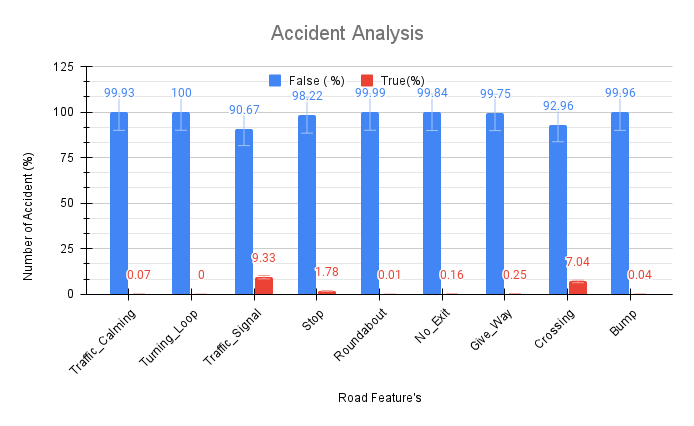 Accident Analysis
False ( %) True(%)
125
100
75
50
25
0
Number of Accident (%)
99.93 100 90.67 98.22 99.99 99.84 99.75 92.96 99.96
0.07 0 9.33 1.78 0.01 0.16 0.25 7.04 0.04
Traffic_Calming Turning_Loop Traffic_Signal Stop Roundabout No_Exit Give_Way Crossing Bump
Road Feature's